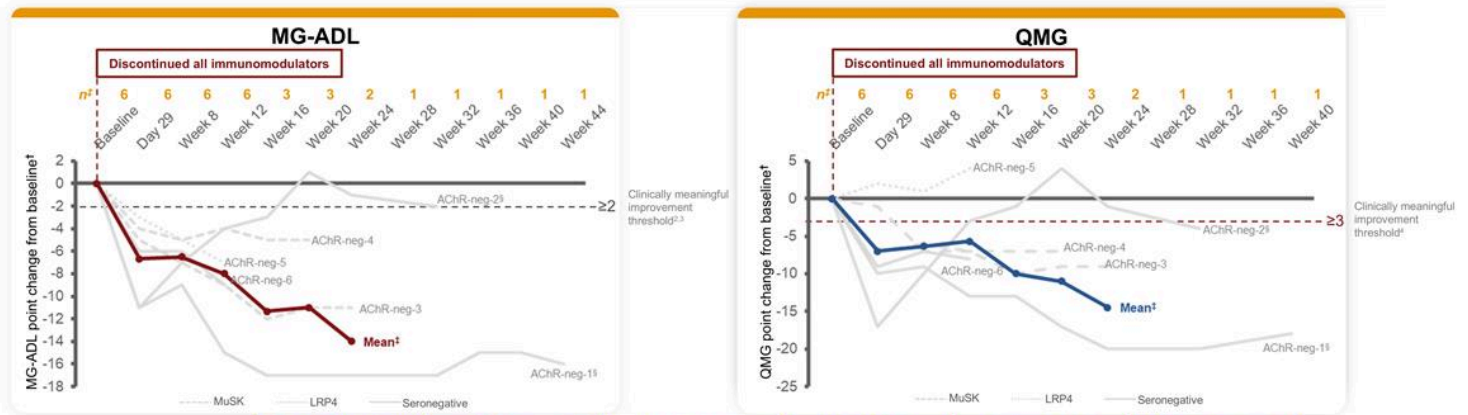 MG-ADL
Discontinued all immunomodulators
n‡ 6 6 6 6 3 3 2 1 1 1 1 1
Baseline Day 29 Week 8 Week 12 Week 16 Week 20 Week 24 Week 28 Week 32 Week 36 Week 40 Week 44
MG-ADL point change from baseline†
2
0
-2
-4
-6
-8
-10
-12
-14
-16
-18
AChR-neg-2§
≥2
Clinically meaningful
improvement
threshold2,3
AChR-neg-4
AChR-neg-5
AChR-neg-6
AChR-neg-3
Mean‡
AChR-neg-1§
MuSK LRP4 Seronegative
QMG
Discontinued all immunomodulators
n‡ 6 6 6 6 3 3 2 1 1 1 1
Baseline Day 29 Week 8 Week 12 Week 16 Week 20 Week 24 Week 28 Week 32 Week 36 Week 40
QMG point change from baseline†
5
0
-5
-10
-15
-20
-25
AChR-neg-5
≥3
Clinically meaningful
improvement
threshold4
AChR-neg-2§
AChR-neg-4
AChR-neg-3
AChR-neg-6
Mean‡
AChR-neg-1§
MuSK LRP4 Seronegative